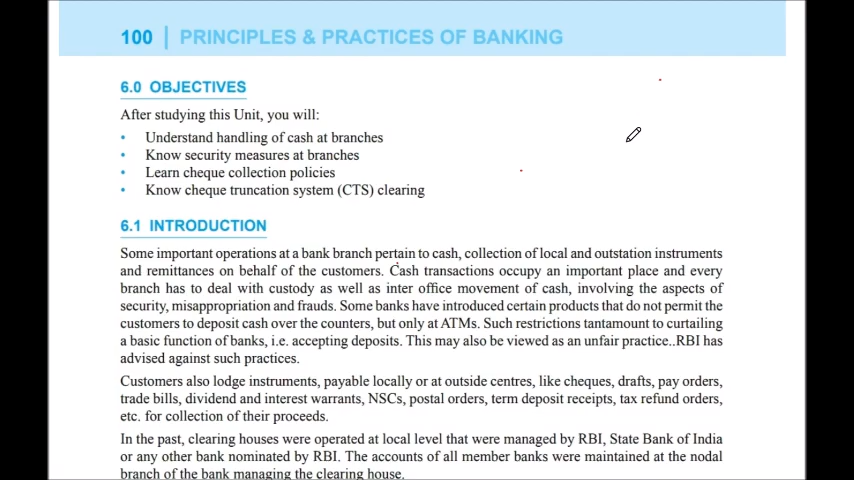 100 | PRINCIPLES & PRACTICES OF BANKING
6.0 OBJECTIVES
After studying this Unit, you will:
• Understand handling of cash at branches
• Know security measures at branches
• Learn cheque collection policies
• Know cheque truncation system (CTS) clearing
6.1 INTRODUCTION
Some important operations at a bank branch pertain to cash, collection of local and outstation instruments
and remittances on behalf of the customers. Cash transactions occupy an important place and every
branch has to deal with custody as well as inter office movement of cash, involving the aspects of
security, misappropriation and frauds. Some banks have introduced certain products that do not permit the
customers to deposit cash over the counters, but only at ATMs. Such restrictions tantamount to curtailing
a basic function of banks, i.e. accepting deposits. This may also be viewed as an unfair practice..RBI has
advised against such practices.
Customers also lodge instruments, payable locally or at outside centres, like cheques, drafts, pay orders,
trade bills, dividend and interest warrants, NSCs, postal orders, term deposit receipts, tax refund orders,
etc. for collection of their proceeds.
In the past, clearing houses were operated at local level that were managed by RBI, State Bank of India
or any other bank nominated by RBI. The accounts of all member banks were maintained at the nodal
branch of the bank managing the clearing house.